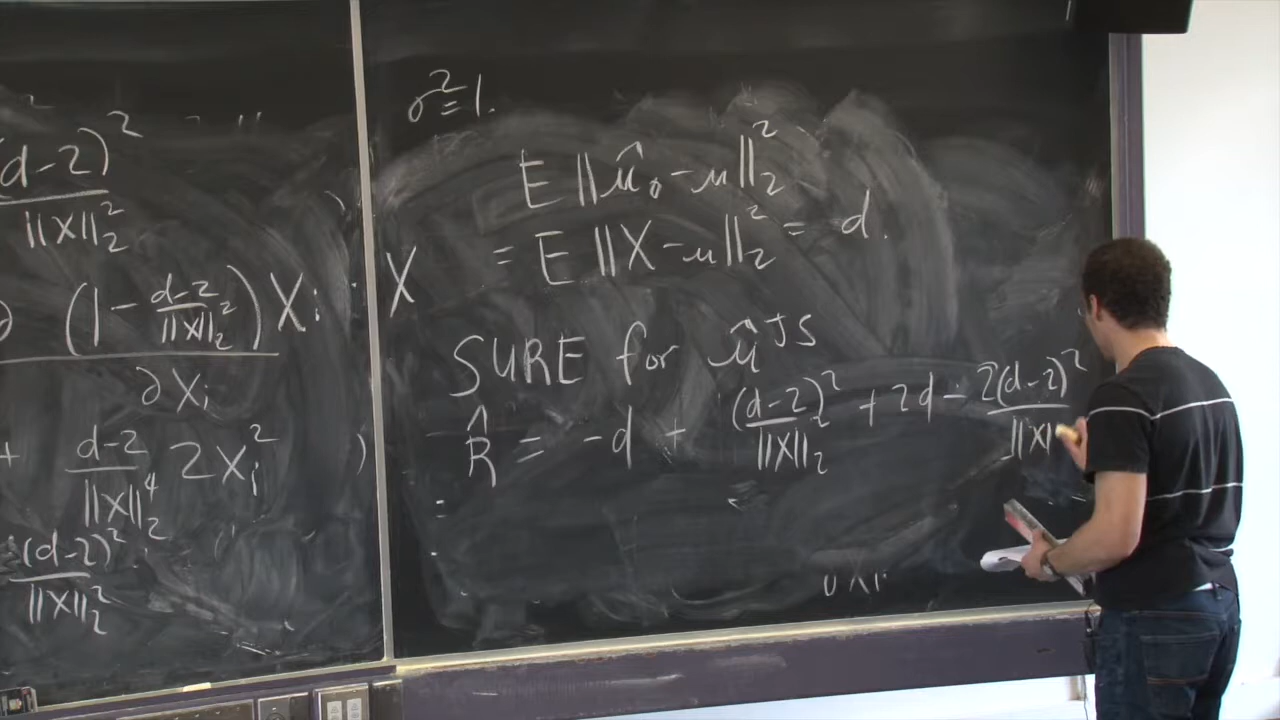 (d-2)²
‖X‖₂²
∂ (1 - (d-2)/‖X‖₂²) Xᵢ
∂Xᵢ
+ (d-2)/‖X‖₂⁴ 2Xᵢ² )
(d-2)²
‖X‖₂²
σ² = 1.
E ‖μ̂₀ - μ‖₂²
X = E ‖X - μ‖₂² = d.
SURE for μ̂^JS
R̂ = -d + (d-2)²/‖X‖₂² + 2d - 2(d-2)²/‖X‖
=